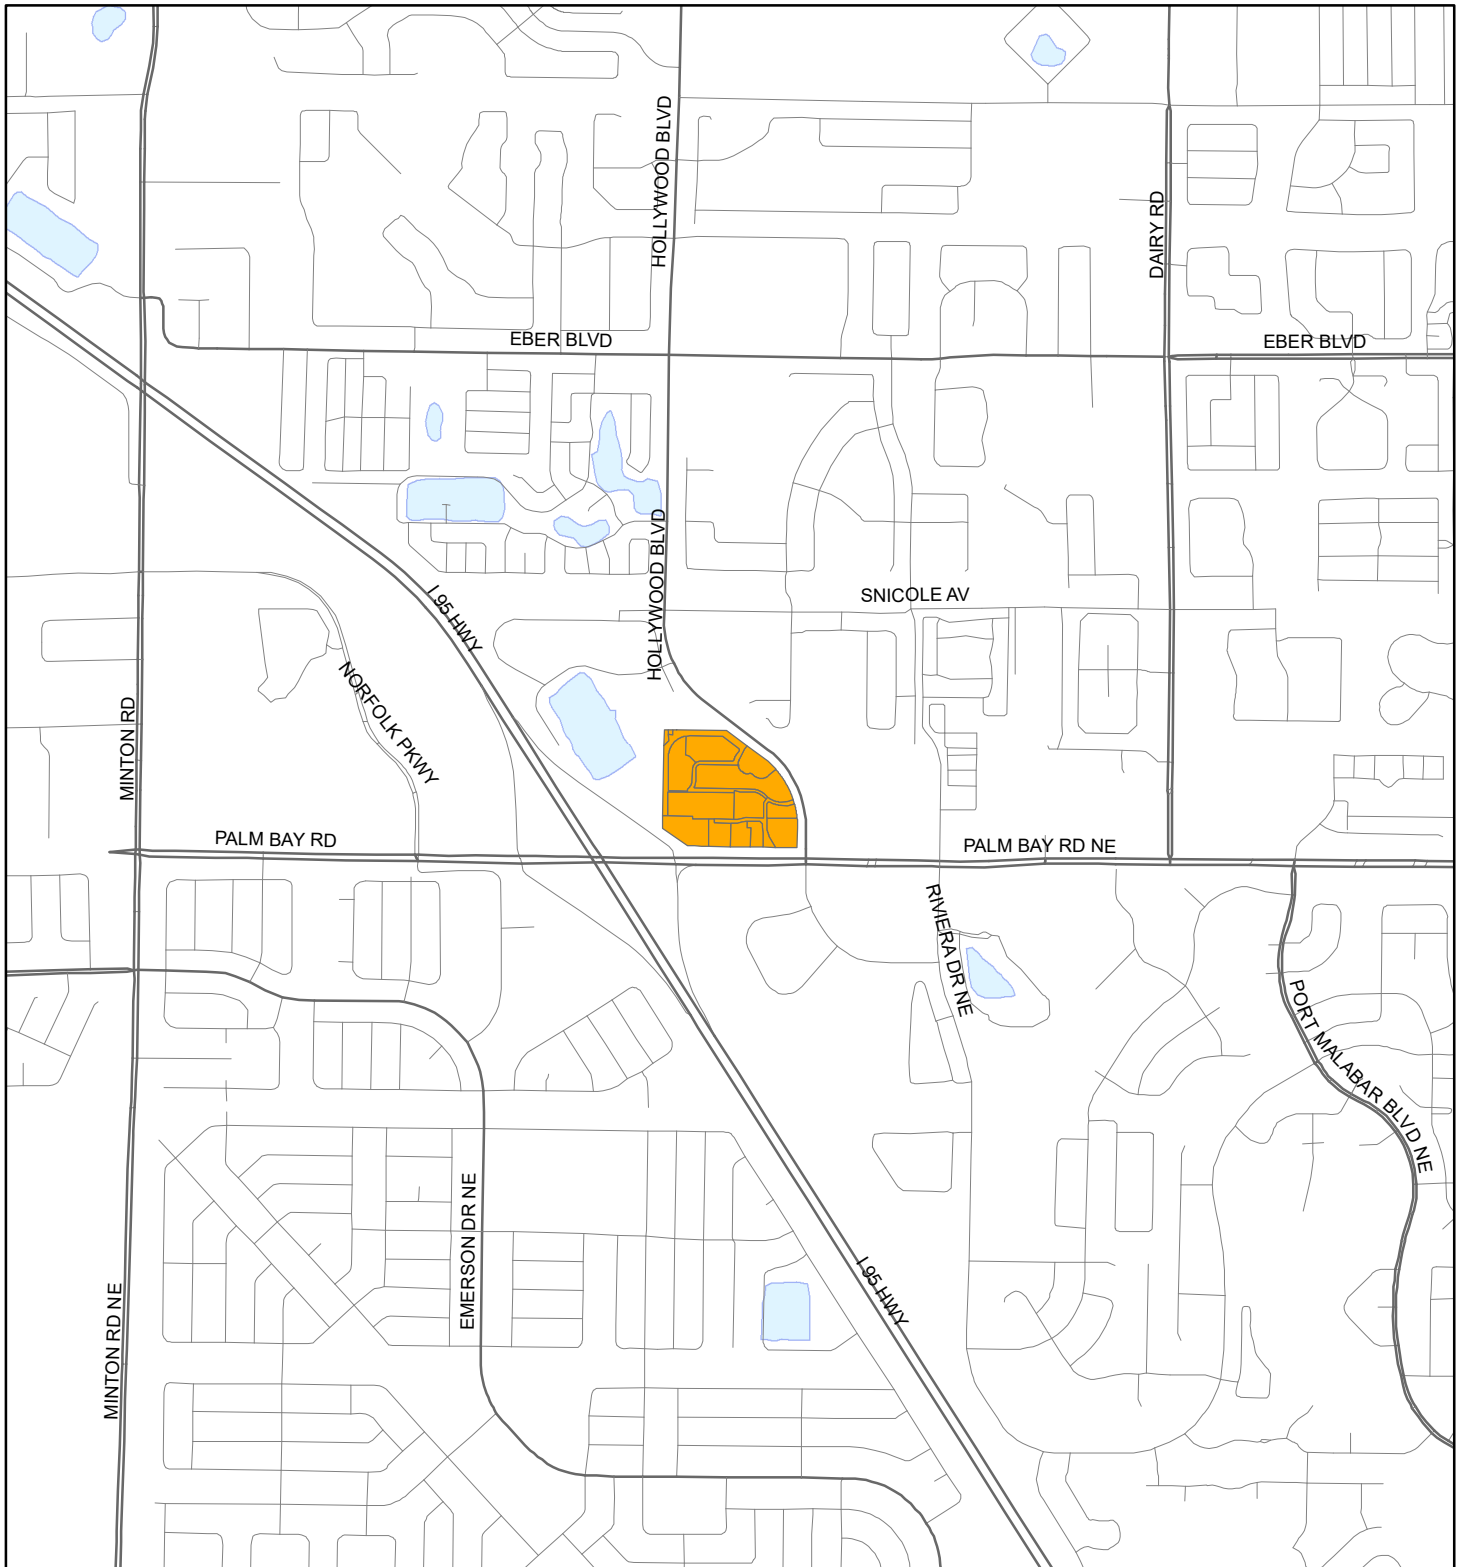 HOLLYWOOD BLVD
DAIRY RD
EBER BLVD
EBER BLVD
HOLLYWOOD BLVD
SNICOLE AV
I 95 HWY
HOLLYWOOD BLVD
NORFOLK PKWY
MINTON RD
PALM BAY RD
PALM BAY RD NE
RIVIERA DR NE
PORT MALABAR BLVD NE
EMERSON DR NE
I 95 HWY
MINTON RD NE